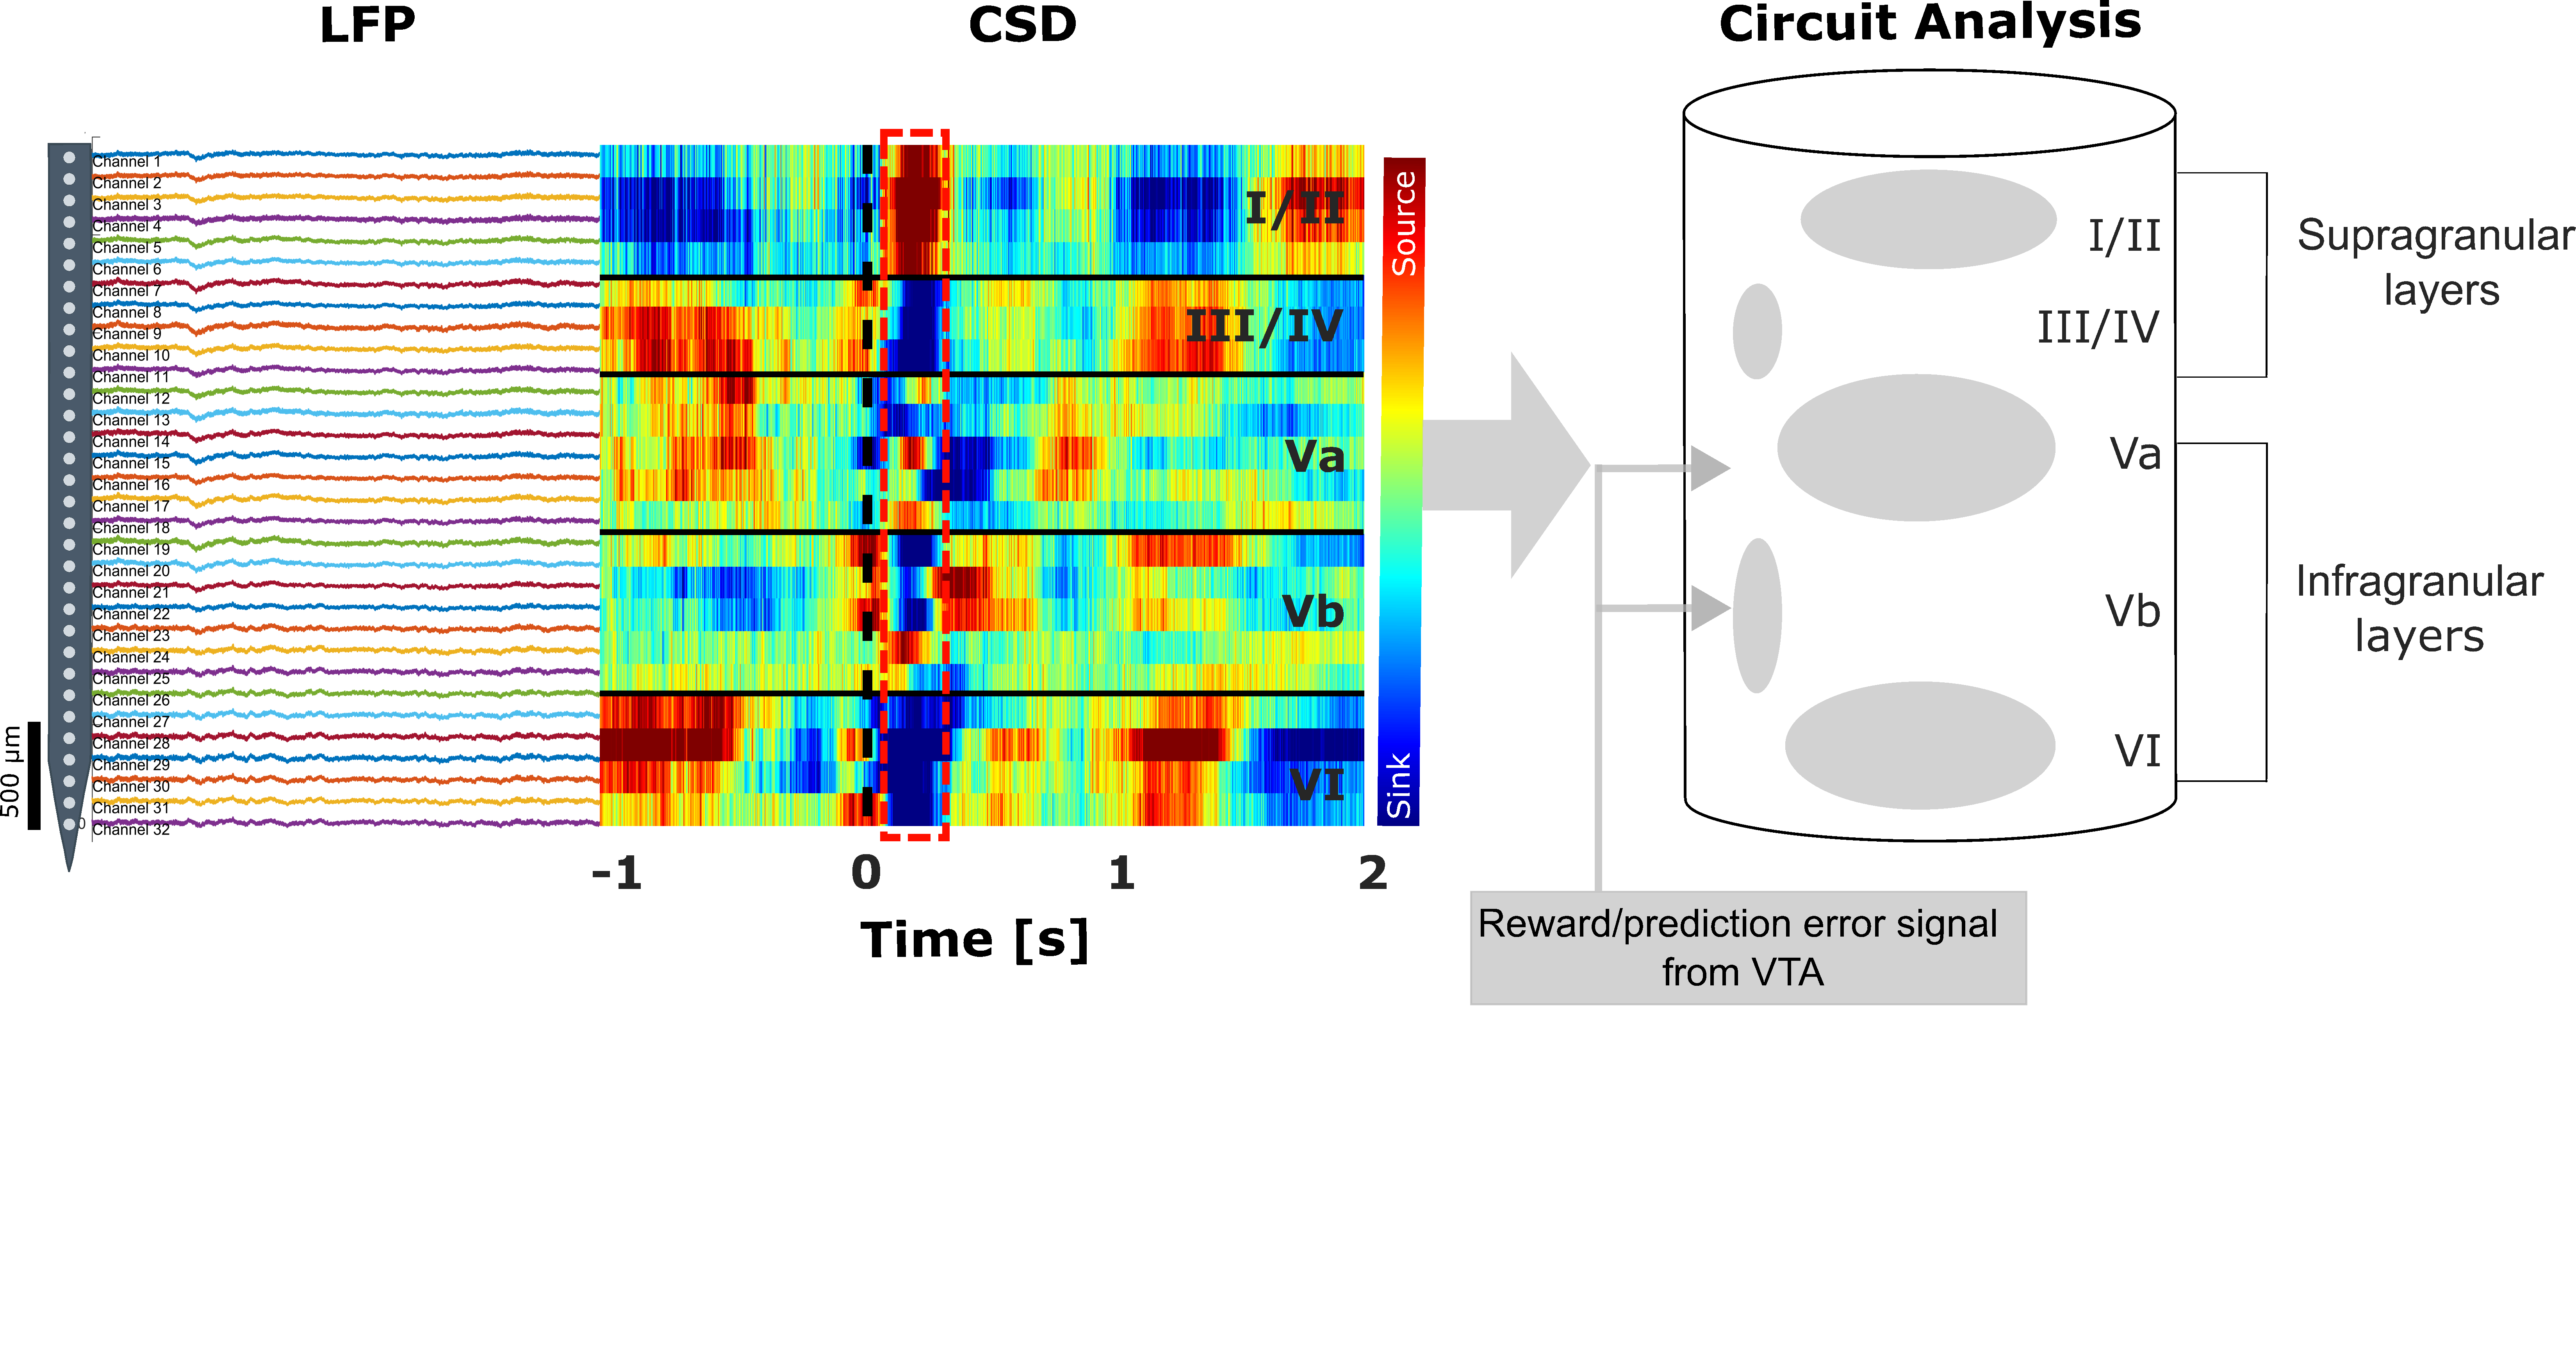 LFP
CSD
Circuit Analysis
Channel 1
Channel 2
Channel 3
Channel 4
Channel 5
Channel 6
Channel 7
Channel 8
Channel 9
Channel 10
Channel 11
Channel 12
Channel 13
Channel 14
Channel 15
Channel 16
Channel 17
Channel 18
Channel 19
Channel 20
Channel 21
Channel 22
Channel 23
Channel 24
Channel 25
Channel 26
Channel 27
Channel 28
Channel 29
Channel 30
Channel 31
Channel 32
0
500 µm
I/II
III/IV
Va
Vb
VI
-1
0
1
2
Time [s]
Source
Sink
I/II
III/IV
Va
Vb
VI
Supragranular
layers
Infragranular
layers
Reward/prediction error signal
from VTA